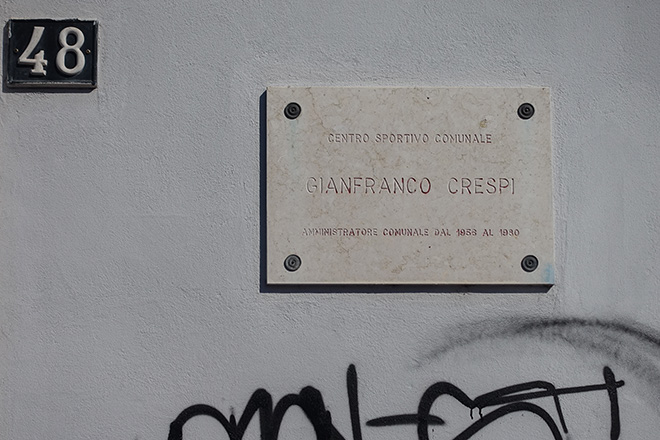 48
CENTRO SPORTIVO COMUNALE
GIANFRANCO CRESPI
AMMINISTRATORE COMUNALE DAL 1956 AL 1990